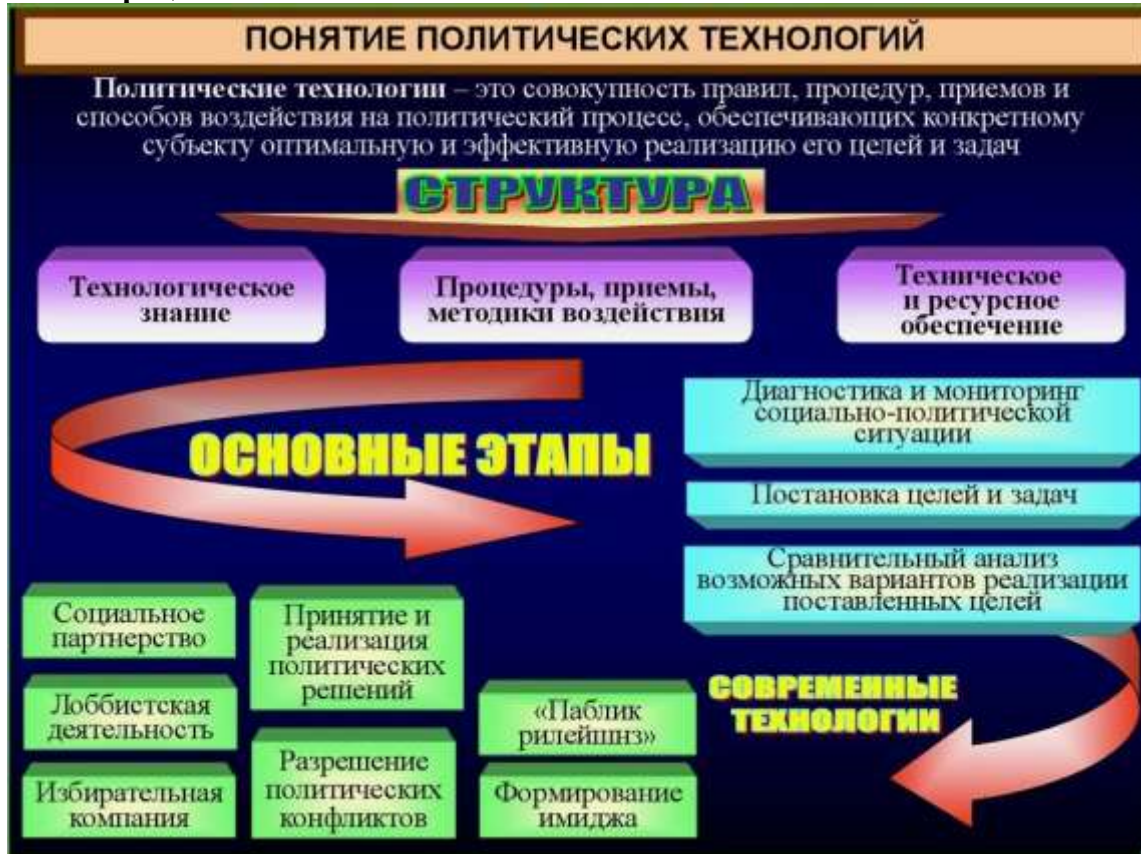 ПОНЯТИЕ ПОЛИТИЧЕСКИХ ТЕХНОЛОГИЙ
Политические технологии – это совокупность правил, процедур, приемов и
способов воздействия на политический процесс, обеспечивающих конкретному
субъекту оптимальную и эффективную реализацию его целей и задач
СТРУКТУРА
Технологическое
знание
Процедуры, приемы,
методики воздействия
Техническое
и ресурсное
обеспечение
ОСНОВНЫЕ ЭТАПЫ
Диагностика и мониторинг
социально-политической
ситуации
Постановка целей и задач
Сравнительный анализ
возможных вариантов реализации
поставленных целей
СОВРЕМЕННЫЕ
ТЕХНОЛОГИИ
Социальное
партнерство
Лоббистская
деятельность
Избирательная
компания
Принятие и
реализация
политических
решений
Разрешение
политических
конфликтов
«Паблик
рилейшнз»
Формирование
имиджа